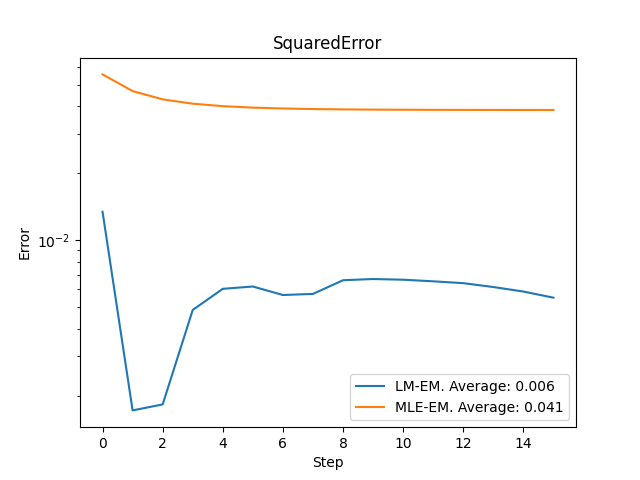 SquaredError
Error
10⁻²
LM-EM. Average: 0.006
MLE-EM. Average: 0.041
0 2 4 6 8 10 12 14
Step